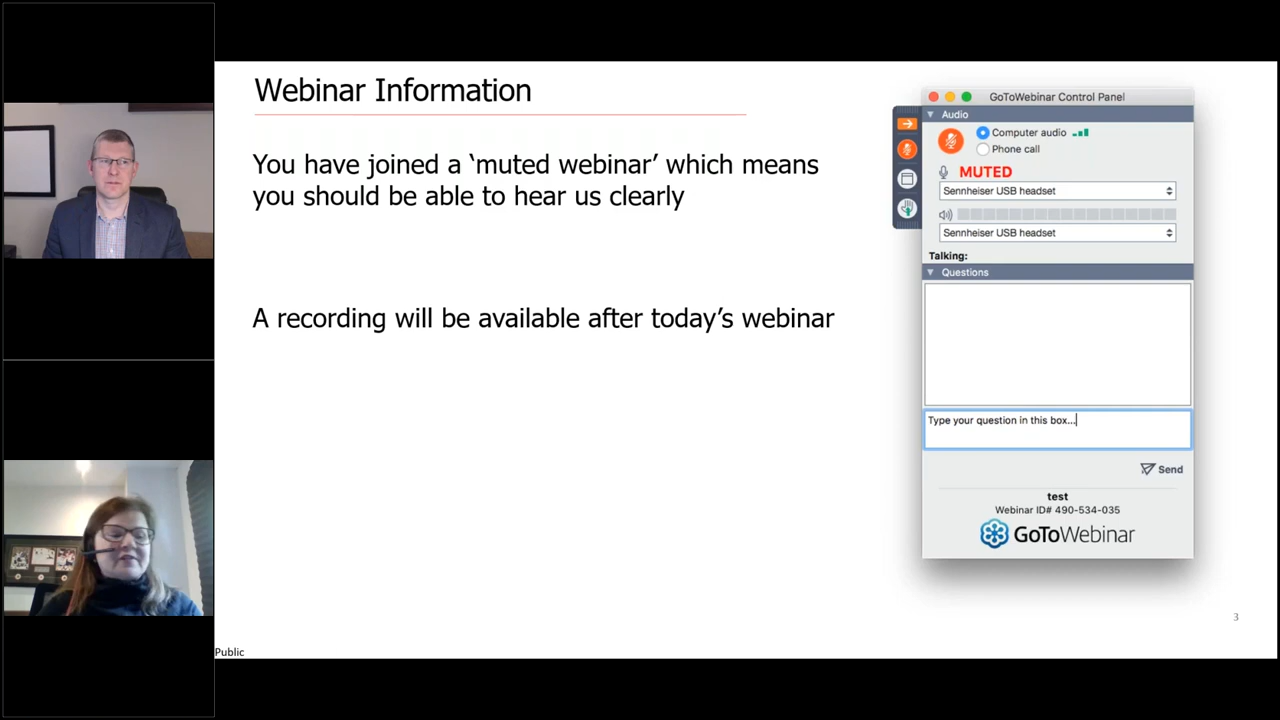 Webinar Information
You have joined a ‘muted webinar’ which means
you should be able to hear us clearly
A recording will be available after today’s webinar
GoToWebinar Control Panel
Audio
Computer audio
Phone call
MUTED
Sennheiser USB headset
Sennheiser USB headset
Talking:
Questions
Type your question in this box...
Send
test
Webinar ID# 490-534-035
GoToWebinar
3
Public